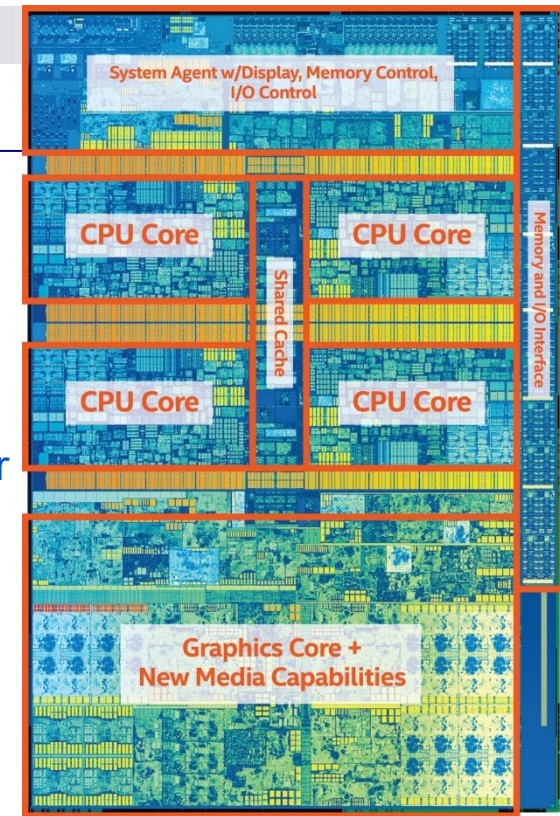 System Agent w/Display, Memory Control,
I/O Control
CPU Core
CPU Core
Shared Cache
Memory and I/O Interface
CPU Core
CPU Core
r
Graphics Core +
New Media Capabilities